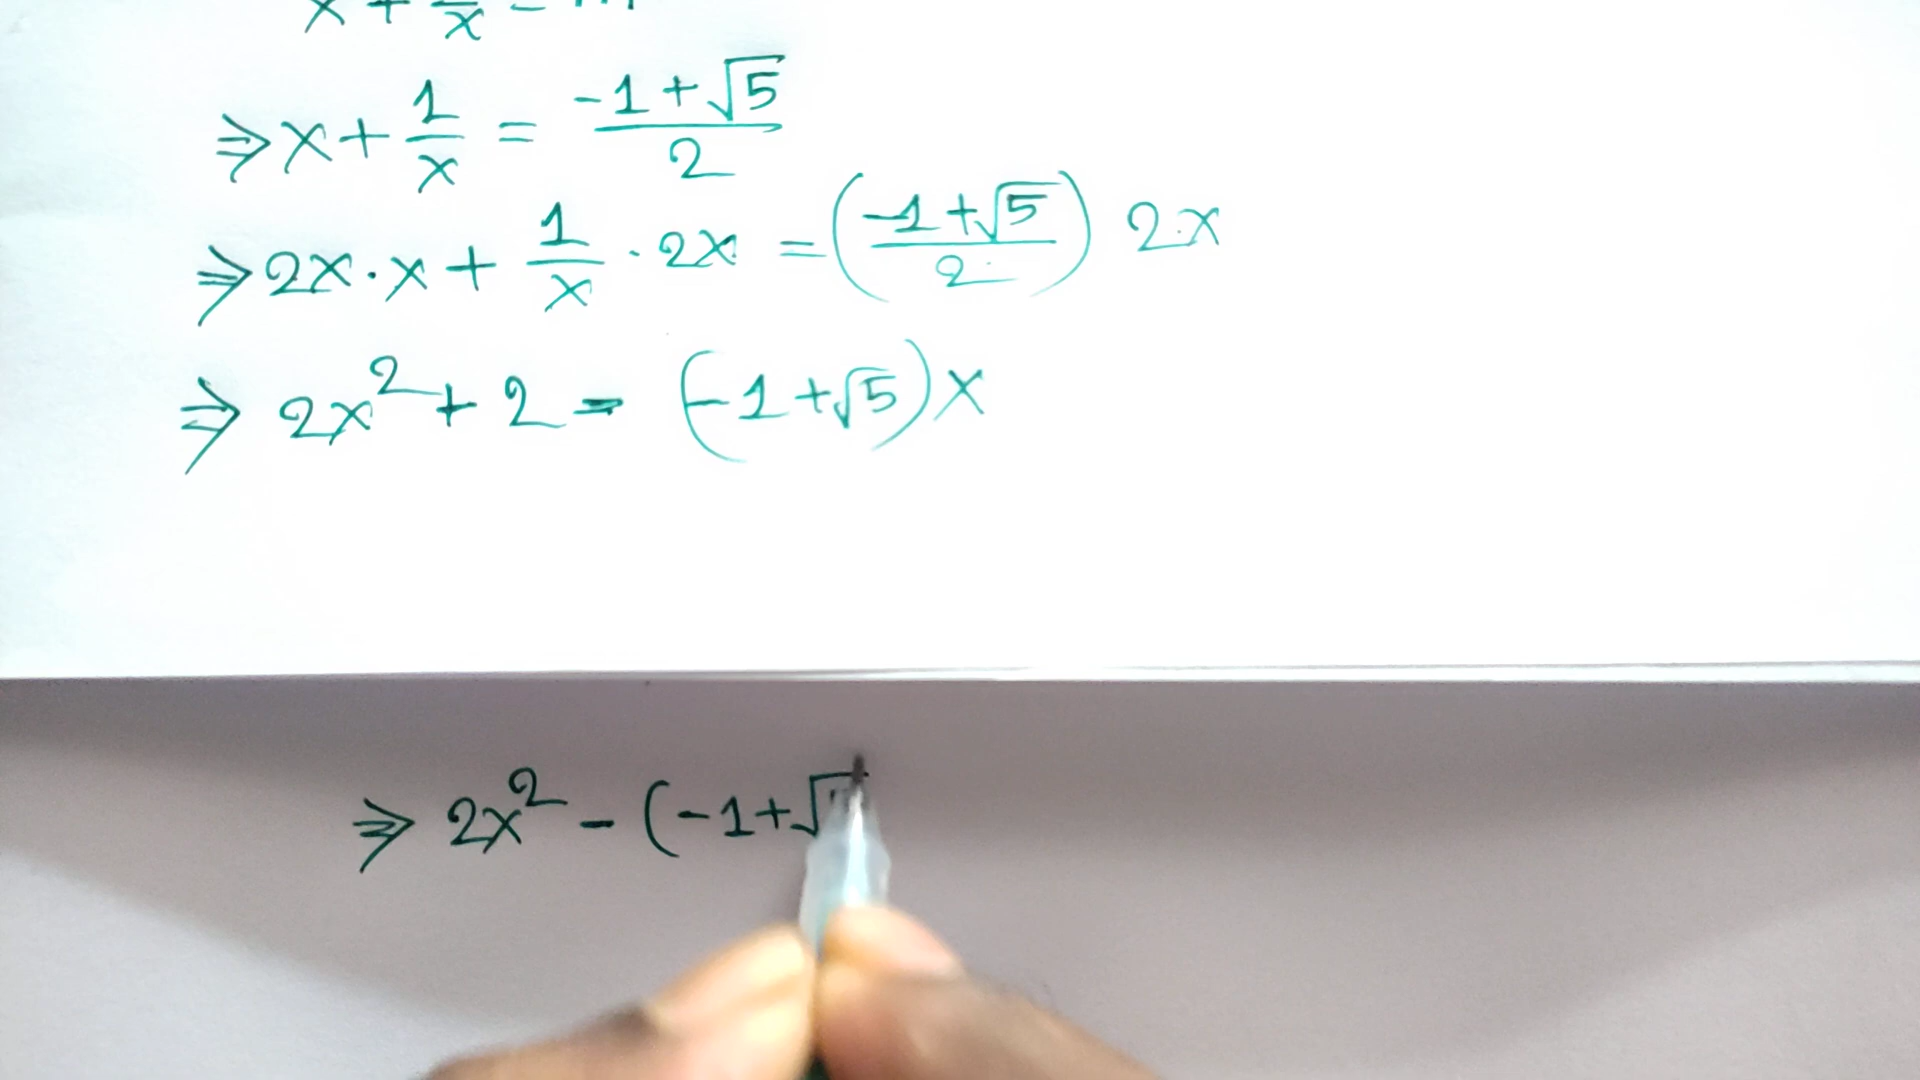 ⇒ x + 1/x = (-1+√5)/2
⇒ 2x·x + 1/x · 2x = ((-1+√5)/2) 2x
⇒ 2x² + 2 = (-1+√5)x
⇒ 2x² - (-1+√